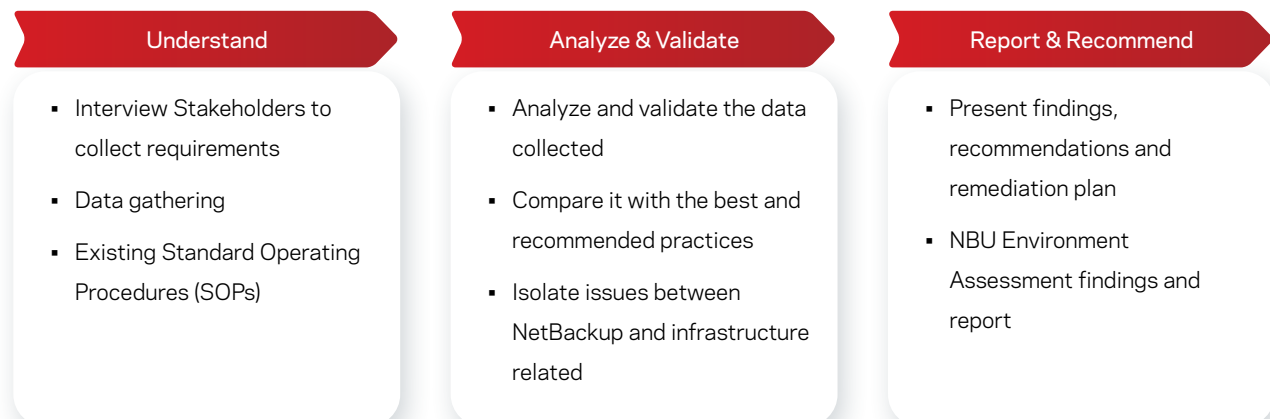 Understand
▪ Interview Stakeholders to
collect requirements
▪ Data gathering
▪ Existing Standard Operating
Procedures (SOPs)
Analyze & Validate
▪ Analyze and validate the data
collected
▪ Compare it with the best and
recommended practices
▪ Isolate issues between
NetBackup and infrastructure
related
Report & Recommend
▪ Present findings,
recommendations and
remediation plan
▪ NBU Environment
Assessment findings and
report